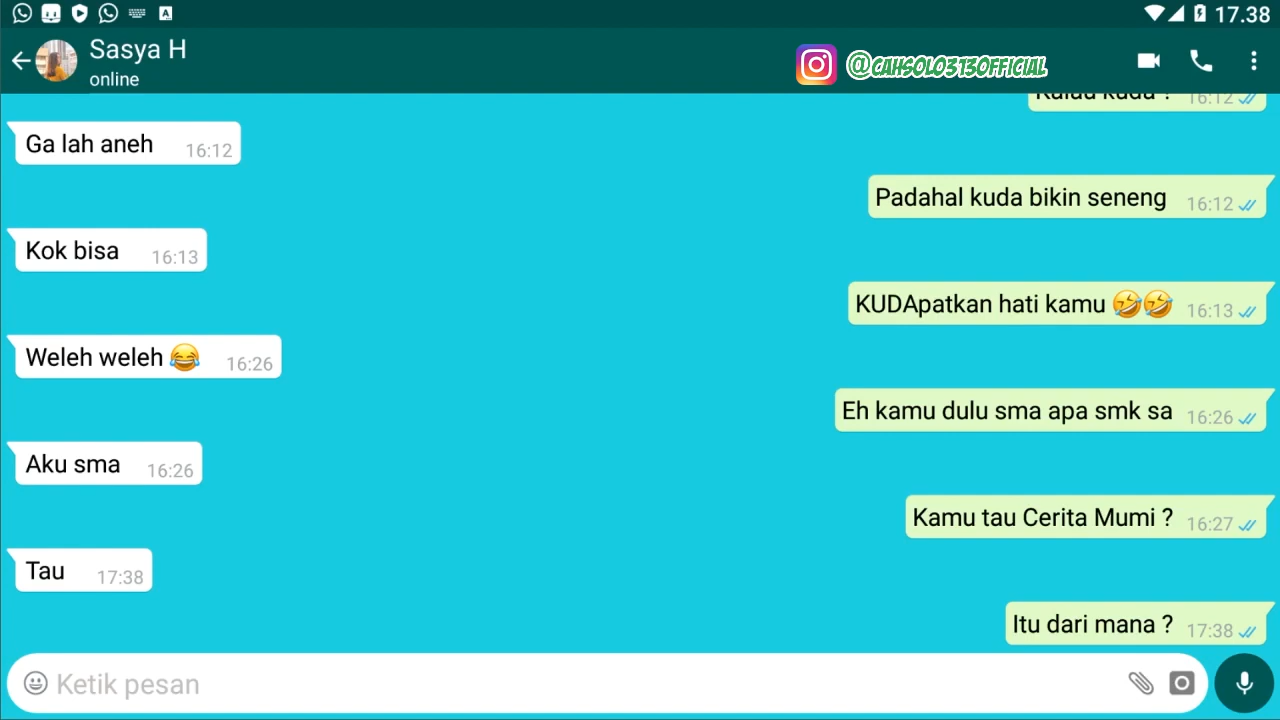 17.38
Sasya H
online
@CAHSOLO313OFFICIAL
16:12
Ga lah aneh 16:12
Padahal kuda bikin seneng 16:12
Kok bisa 16:13
KUDApatkan hati kamu 🤣🤣 16:13
Weleh weleh 😂 16:26
Eh kamu dulu sma apa smk sa 16:26
Aku sma 16:26
Kamu tau Cerita Mumi ? 16:27
Tau 17:38
Itu dari mana ? 17:38
Ketik pesan